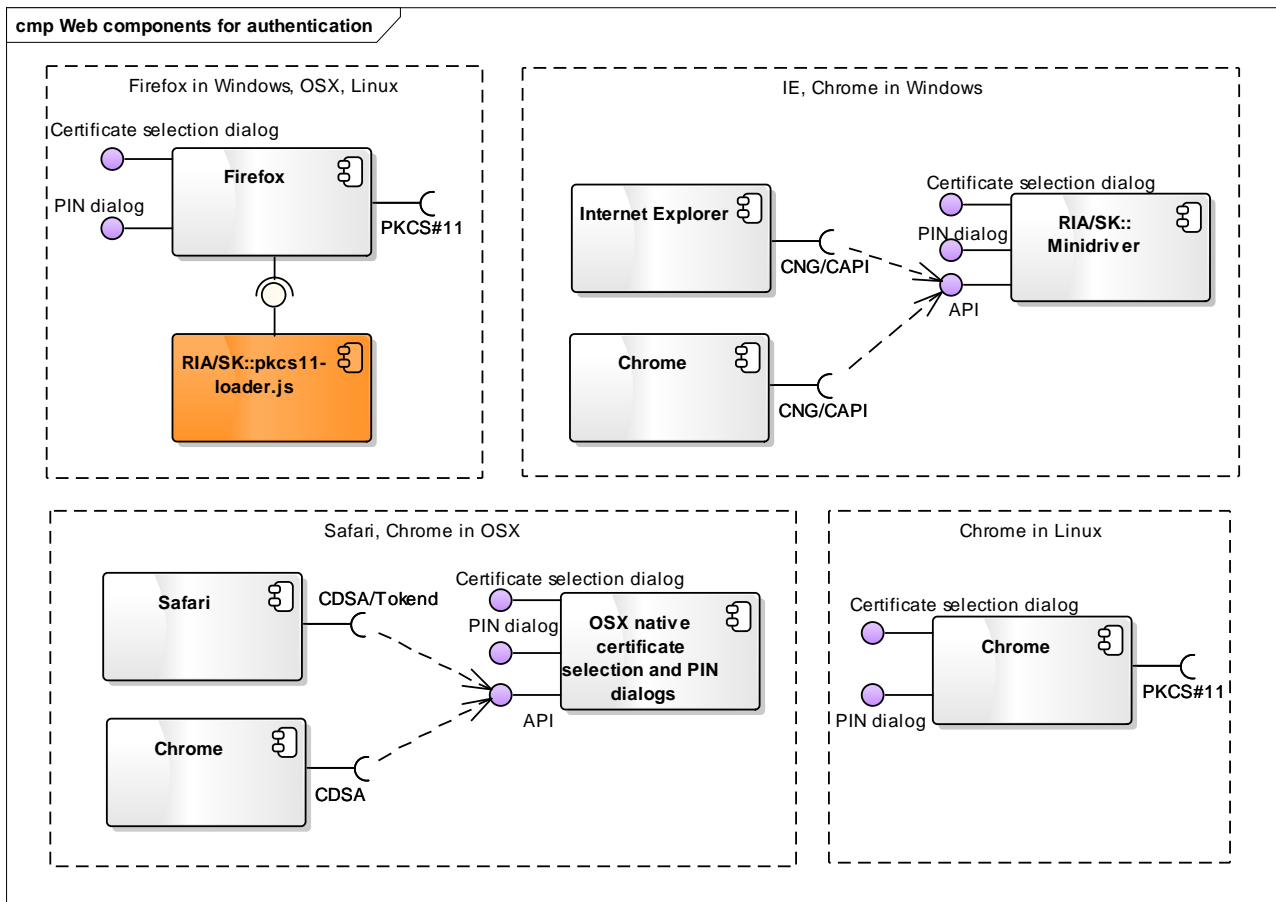 cmp Web components for authentication
Firefox in Windows, OSX, Linux
Certificate selection dialog
Firefox
PIN dialog
PKCS#11
RIA/SK::pkcs11-
loader.js
IE, Chrome in Windows
Internet Explorer
CNG/CAPI
Certificate selection dialog
RIA/SK::
Minidriver
PIN dialog
API
Chrome
CNG/CAPI
Safari, Chrome in OSX
Safari
CDSA/Tokend
Certificate selection dialog
PIN dialog
OSX native
certificate
selection and PIN
dialogs
API
Chrome
CDSA
Chrome in Linux
Certificate selection dialog
Chrome
PIN dialog
PKCS#11